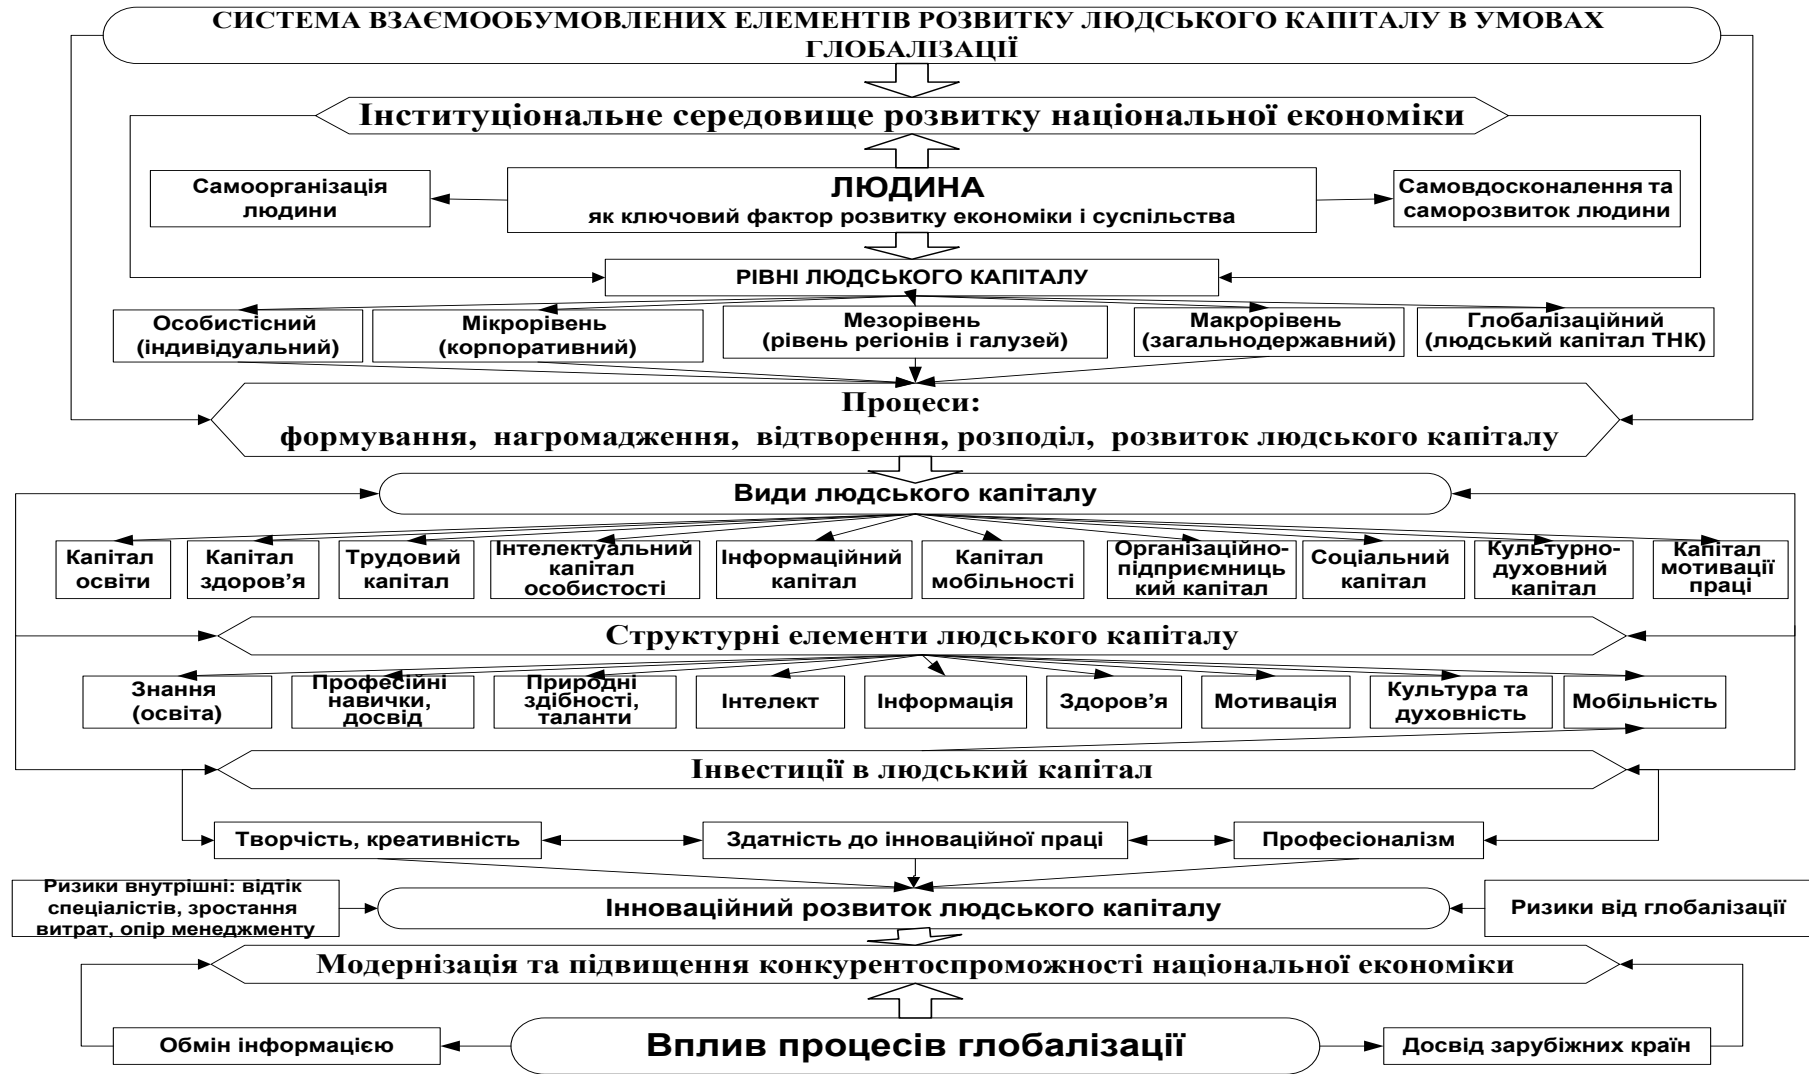 СИСТЕМА ВЗАЄМООБУМОВЛЕНИХ ЕЛЕМЕНТІВ РОЗВИТКУ ЛЮДСЬКОГО КАПІТАЛУ В УМОВАХ
ГЛОБАЛІЗАЦІЇ
Інституціональне середовище розвитку національної економіки
Самоорганізація
людини
ЛЮДИНА
як ключовий фактор розвитку економіки і суспільства
Самовдосконалення та
саморозвиток людини
РІВНІ ЛЮДСЬКОГО КАПІТАЛУ
Особистісний
(індивідуальний)
Мікрорівень
(корпоративний)
Мезорівень
(рівень регіонів і галузей)
Макрорівень
(загальнодержавний)
Глобалізаційний
(людський капітал ТНК)
Процеси:
формування, нагромадження, відтворення, розподіл, розвиток людського капіталу
Види людського капіталу
Капітал
освіти
Капітал
здоров’я
Трудовий
капітал
Інтелектуальний
капітал
особистості
Інформаційний
капітал
Капітал
мобільності
Організаційно-
підприємниць
кий капітал
Соціальний
капітал
Культурно-
духовний
капітал
Капітал
мотивації
праці
Структурні елементи людського капіталу
Знання
(освіта)
Професійні
навички,
досвід
Природні
здібності,
таланти
Інтелект
Інформація
Здоров’я
Мотивація
Культура та
духовність
Мобільність
Інвестиції в людський капітал
Творчість, креативність
Здатність до інноваційної праці
Професіоналізм
Ризики внутрішні: відтік
спеціалістів, зростання
витрат, опір менеджменту
Інноваційний розвиток людського капіталу
Ризики від глобалізації
Модернізація та підвищення конкурентоспроможності національної економіки
Обмін інформацією
Вплив процесів глобалізації
Досвід зарубіжних країн